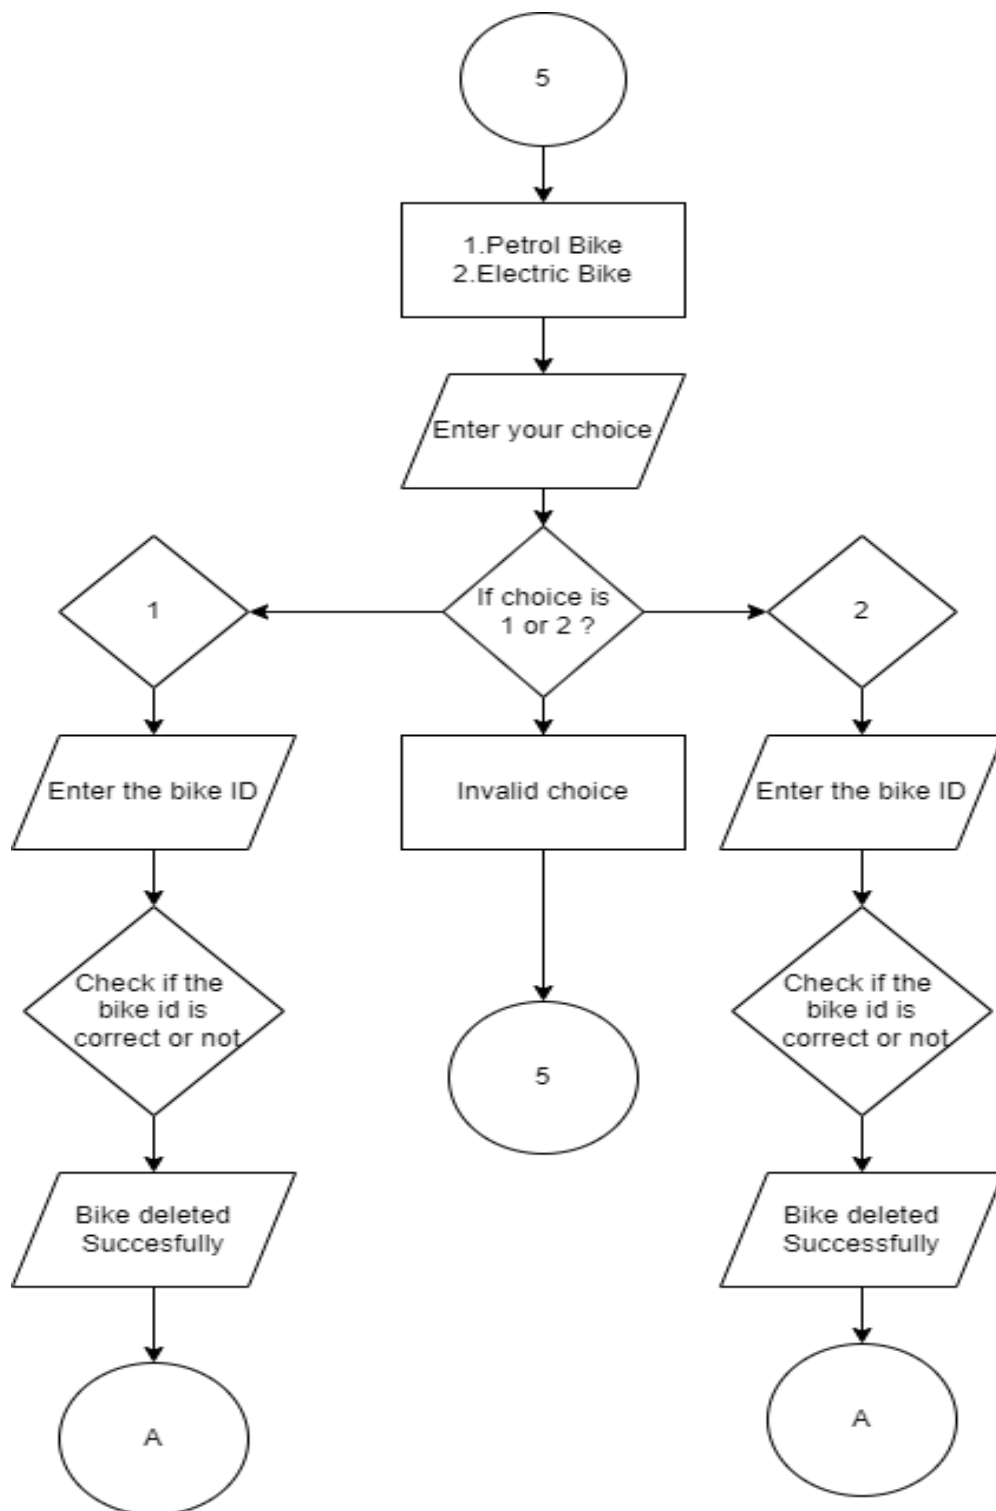 5
1.Petrol Bike
2.Electric Bike
Enter your choice
1
If choice is
1 or 2 ?
2
Enter the bike ID
Invalid choice
Enter the bike ID
Check if the
bike id is
correct or not
5
Check if the
bike id is
correct or not
Bike deleted
Succesfully
Bike deleted
Successfully
A
A